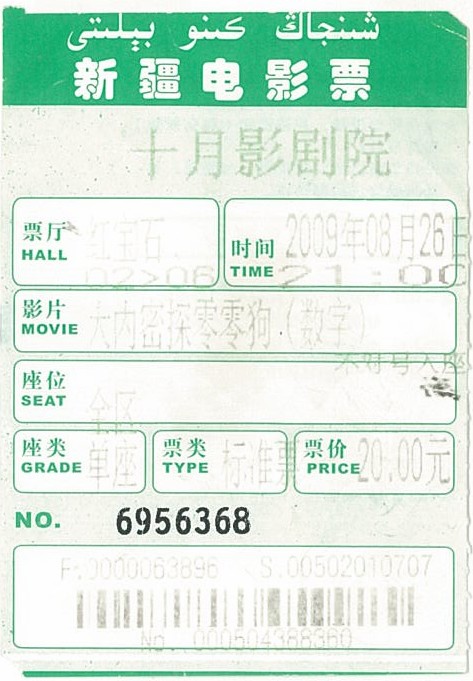 شىنجاڭ كىنو بېلىتى
新疆电影票
十月影剧院
票厅 红宝石
HALL
02>06
时间 2009年08月26日
TIME 21:00
影片
MOVIE 大内密探零零狗（数字）
不对号入座
座位
SEAT
全区
座类
GRADE 单座
票类
TYPE 标准票
票价
PRICE 20.00元
NO. 6956368
P.0000063896 S.00502010707
No. 000504388360